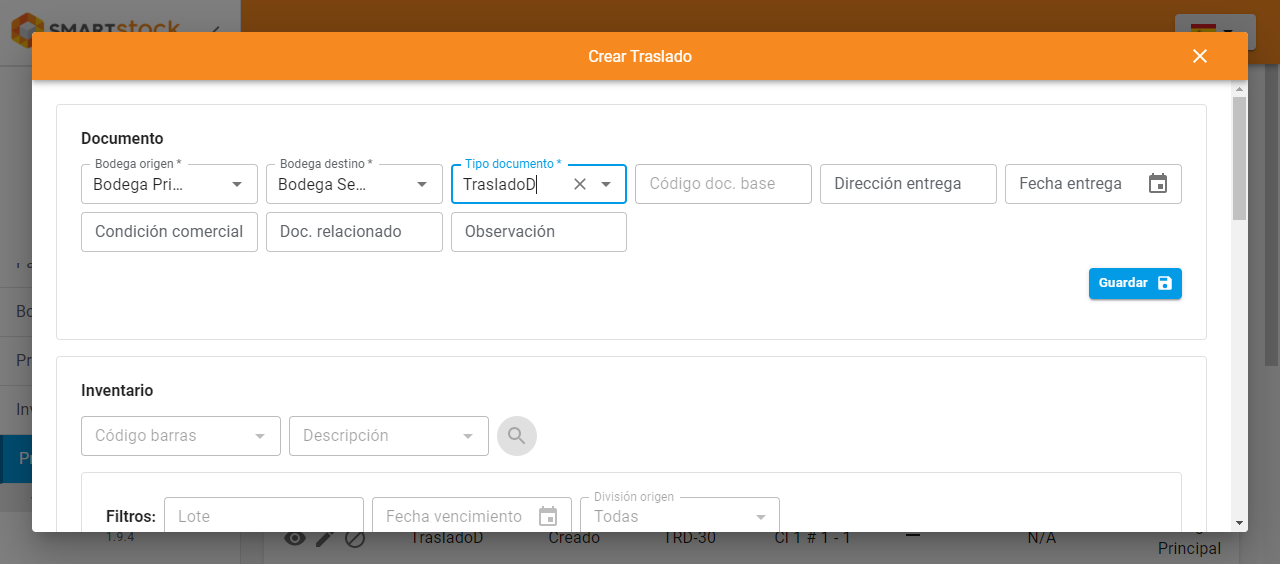 SMARTstock
Crear Traslado
Documento
Bodega origen *
Bodega Pri...
Bodega destino *
Bodega Se...
Tipo documento *
TrasladoD
Código doc. base
Dirección entrega
Fecha entrega
Condición comercial
Doc. relacionado
Observación
Guardar
Inventario
Código barras
Descripción
Filtros:
Lote
Fecha vencimiento
División origen
Todas
Bo
Pr
Inv
Pr
1.9.4
TrasladoD
Creado
TRD-30
Cl 1 # 1 - 1
N/A
Principal